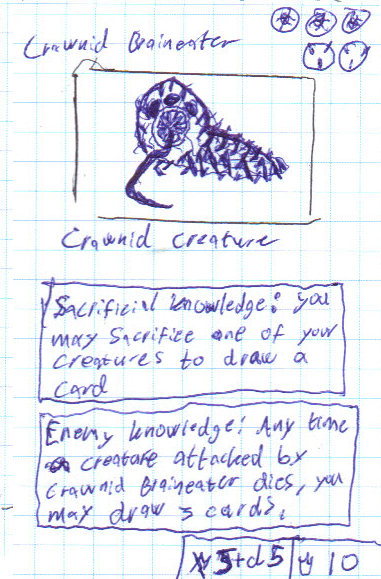 Crawnid Braineater
Crawnid creature
Sacrificial knowledge: you
may sacrifice one of your
creatures to draw a
card
Enemy knowledge: Any time
creature attacked by
Crawnid Braineater dies, you
may draw 3 cards.
5+d5
10